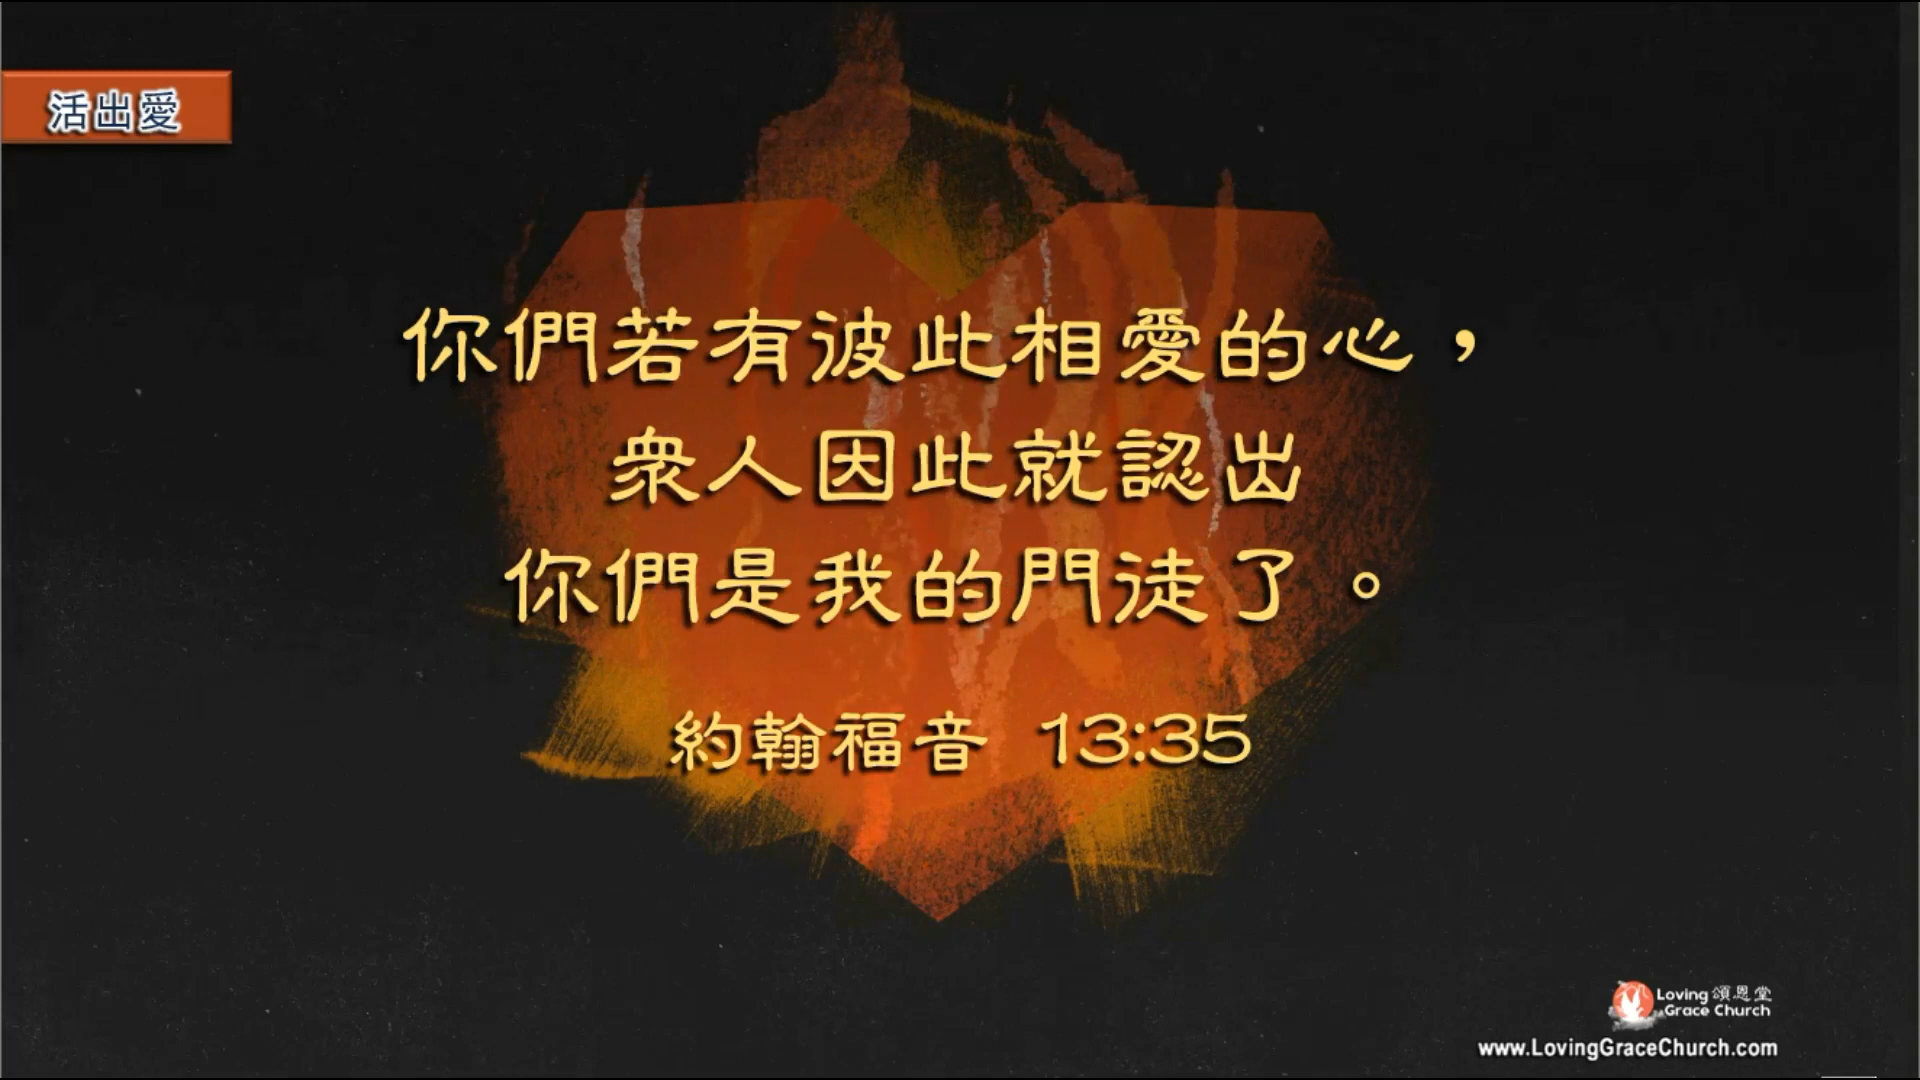 活出愛
你們若有彼此相愛的心，
衆人因此就認出
你們是我的門徒了。
約翰福音 13:35
Loving 頌恩堂
Grace Church
www.LovingGraceChurch.com